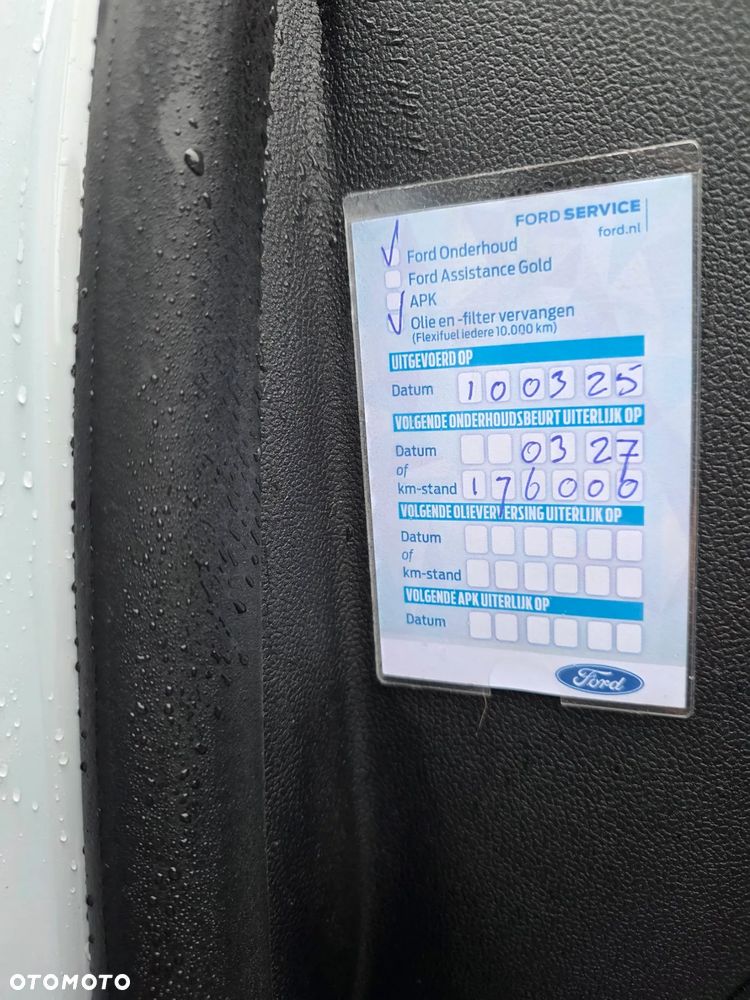 FORD SERVICE
ford.nl
Ford Onderhoud
Ford Assistance Gold
APK
Olie en -filter vervangen
(Flexifuel iedere 10.000 km)
UITGEVOERD OP
Datum 100325
VOLGENDE ONDERHOUDSBEURT UITERLIJK OP
Datum 0327
of
km-stand 176000
VOLGENDE OLIEVERVERSING UITERLIJK OP
Datum
of
km-stand
VOLGENDE APK UITERLIJK OP
Datum
Ford
OTOMOTO